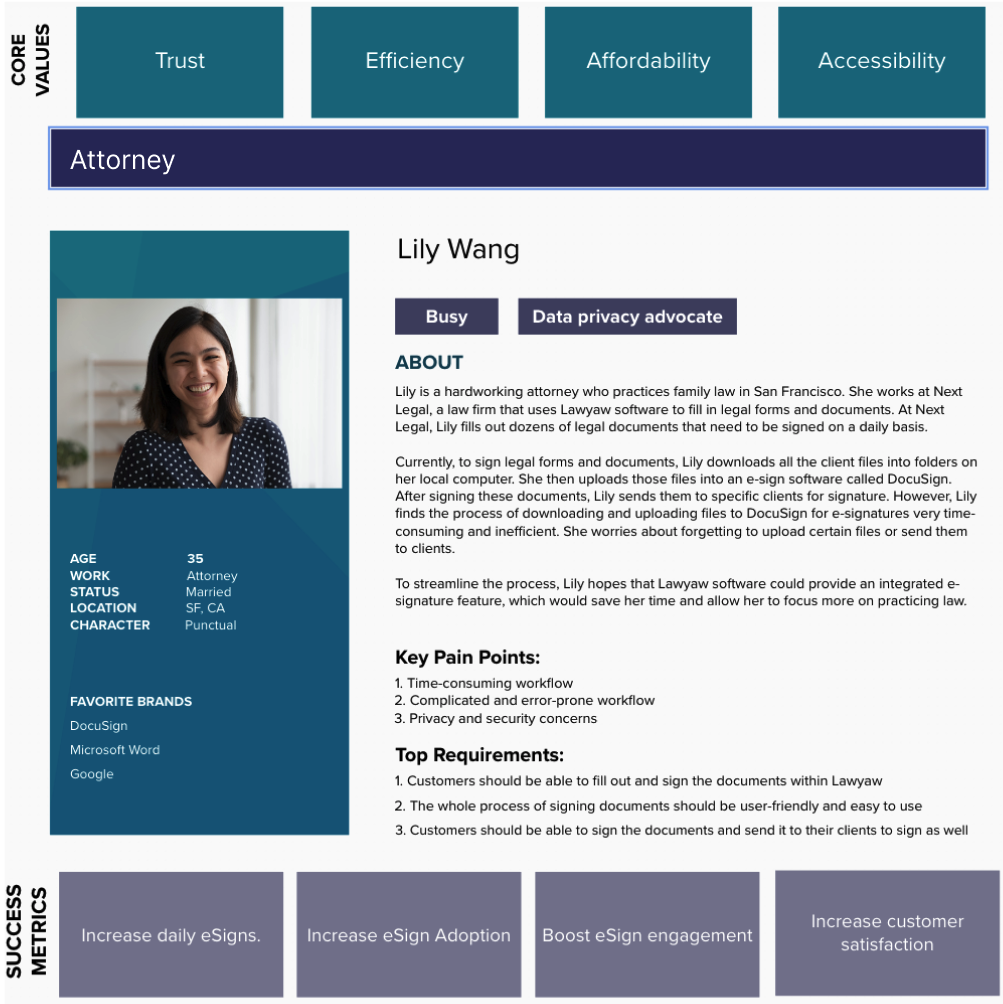 CORE
VALUES
Trust
Efficiency
Affordability
Accessibility
Attorney
Lily Wang
Busy
Data privacy advocate
ABOUT
Lily is a hardworking attorney who practices family law in San Francisco. She works at Next
Legal, a law firm that uses Lawyaw software to fill in legal forms and documents. At Next
Legal, Lily fills out dozens of legal documents that need to be signed on a daily basis.
Currently, to sign legal forms and documents, Lily downloads all the client files into folders on
her local computer. She then uploads those files into an e-sign software called DocuSign.
After signing these documents, Lily sends them to specific clients for signature. However, Lily
finds the process of downloading and uploading files to DocuSign for e-signatures very time-
consuming and inefficient. She worries about forgetting to upload certain files or send them
to clients.
To streamline the process, Lily hopes that Lawyaw software could provide an integrated e-
signature feature, which would save her time and allow her to focus more on practicing law.
AGE 35
WORK Attorney
STATUS Married
LOCATION SF, CA
CHARACTER Punctual
FAVORITE BRANDS
DocuSign
Microsoft Word
Google
Key Pain Points:
1. Time-consuming workflow
2. Complicated and error-prone workflow
3. Privacy and security concerns
Top Requirements:
1. Customers should be able to fill out and sign the documents within Lawyaw
2. The whole process of signing documents should be user-friendly and easy to use
3. Customers should be able to sign the documents and send it to their clients to sign as well
SUCCESS
METRICS
Increase daily eSigns.
Increase eSign Adoption
Boost eSign engagement
Increase customer
satisfaction